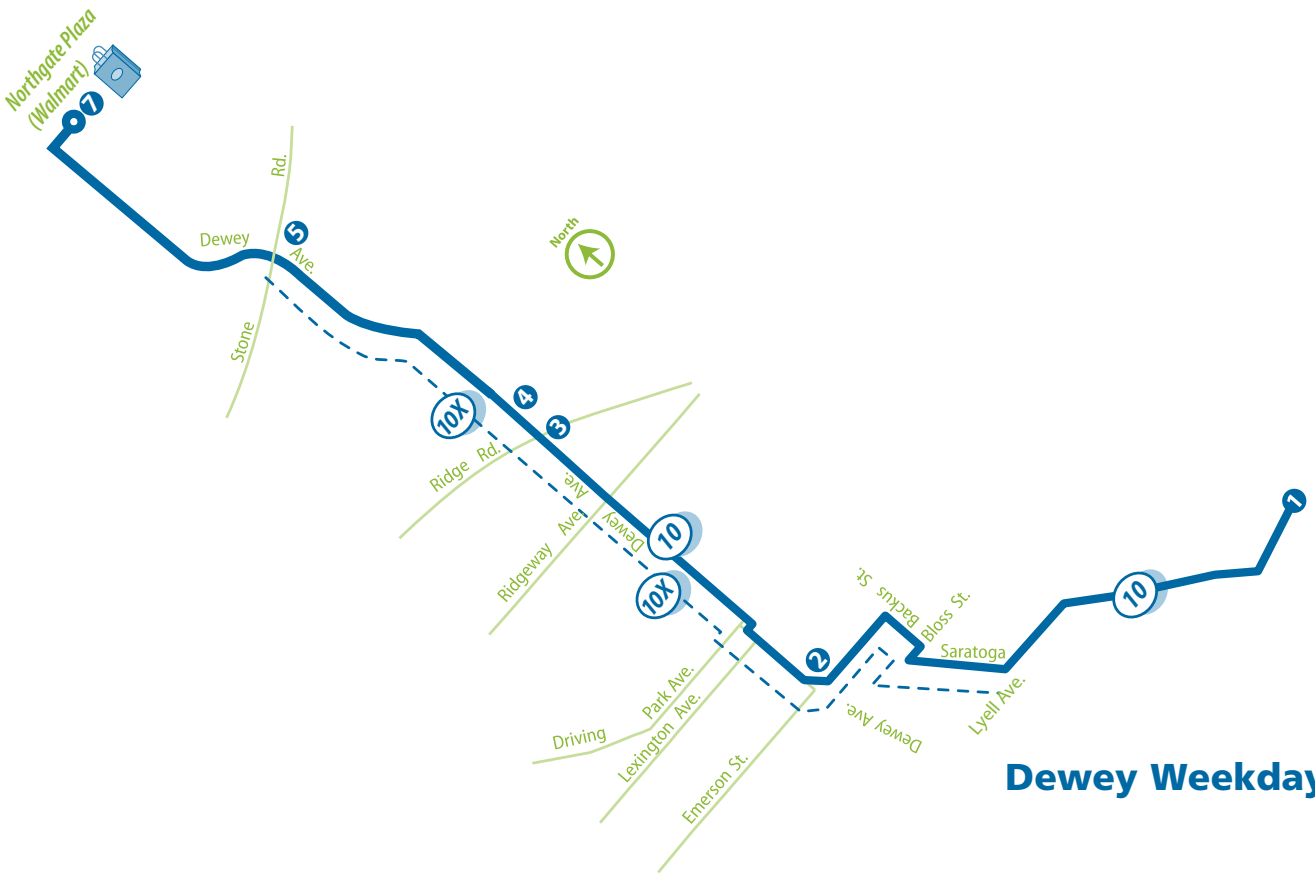 Northgate Plaza
(Walmart)
7
Rd.
Dewey
5
Ave.
North
Stone
4
10X
3
Ridge Rd.
Ave.
Dewey
Ridgeway Ave.
10
10X
1
10
Backus St.
Bloss St.
Saratoga
2
Park Ave.
Driving
Lexington Ave.
Lyell Ave.
Dewey Ave.
Emerson St.
Dewey Weekday